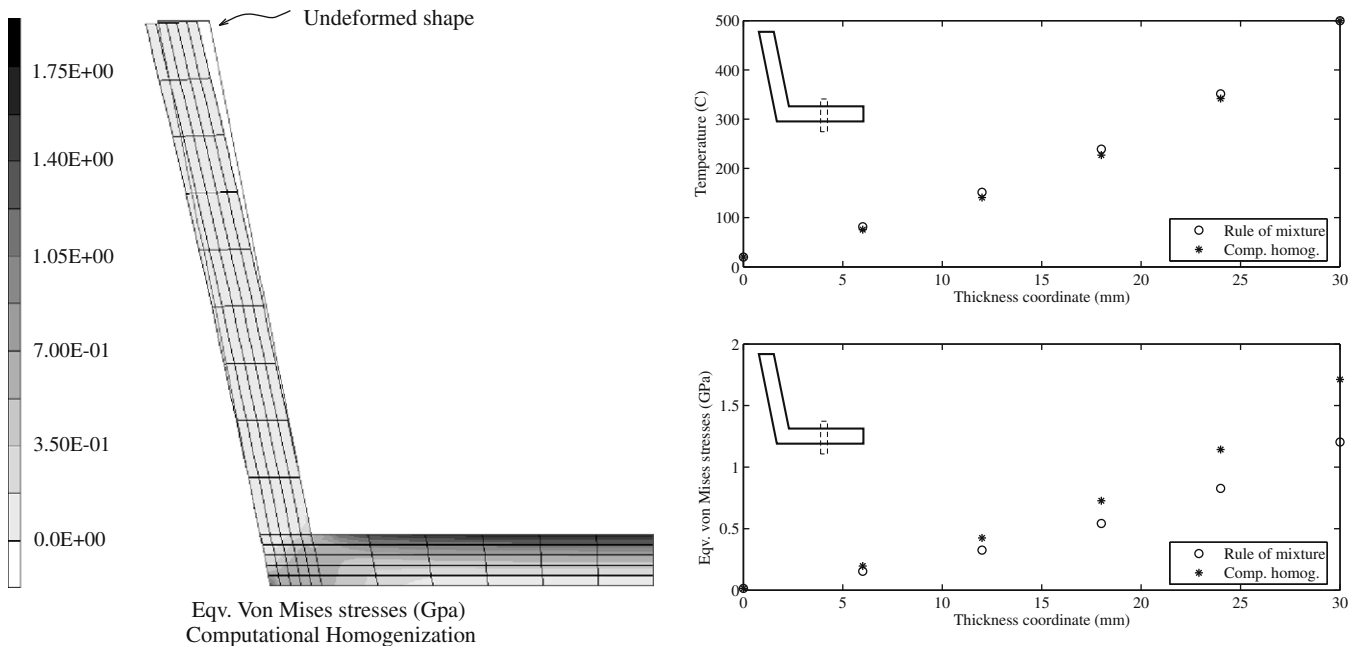 Undeformed shape
1.75E+00
1.40E+00
1.05E+00
7.00E-01
3.50E-01
0.0E+00
Eqv. Von Mises stresses (Gpa)
Computational Homogenization
500
400
300
200
100
0
Temperature (C)
0 5 10 15 20 25 30
Thickness coordinate (mm)
Rule of mixture
Comp. homog.
2
1.5
1
0.5
0
Eqv. von Mises stresses (GPa)
0 5 10 15 20 25 30
Thickness coordinate (mm)
Rule of mixture
Comp. homog.